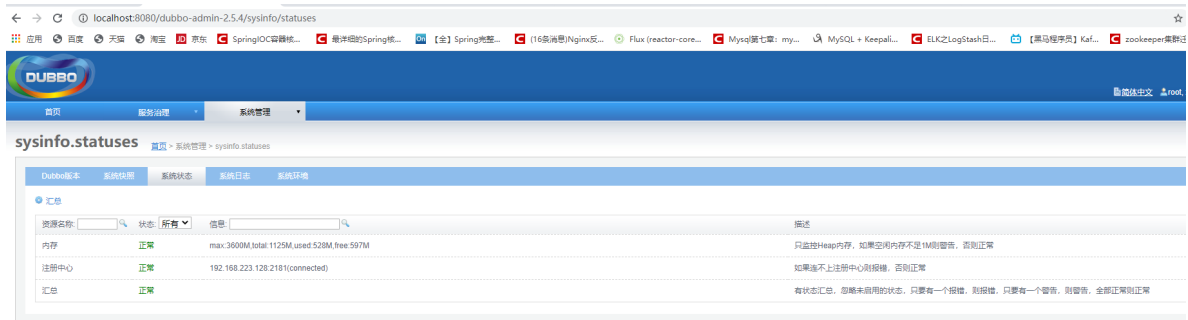 localhost:8080/dubbo-admin-2.5.4/sysinfo/statuses
应用 百度 天猫 淘宝 JD 京东 C SpringIOC容器核... C 最详细的Spring核... On 【全】Spring完整... C (16条消息)Nginx反... Flux (reactor-core... C Mysql第七章：my... MySQL + Keepali... C ELK之LogStash日... 【黑马程序员】Kaf... C zookeeper集群迁
DUBBO
简体中文 root,
首页 服务治理 系统管理
sysinfo.statuses 首页 > 系统管理 > sysinfo.statuses
Dubbo版本 系统快照 系统状态 系统日志 系统环境
汇总
资源名称: 状态: 所有 信息: 描述
内存 正常 max:3600M,total:1125M,used:528M,free:597M 只监控Heap内存，如果空闲内存不足1M则警告，否则正常
注册中心 正常 192.168.223.128:2181(connected) 如果连不上注册中心则报错，否则正常
汇总 正常 有状态汇总，忽略未启用的状态，只要有一个报错，则报错，只要有一个警告，则警告，全部正常则正常